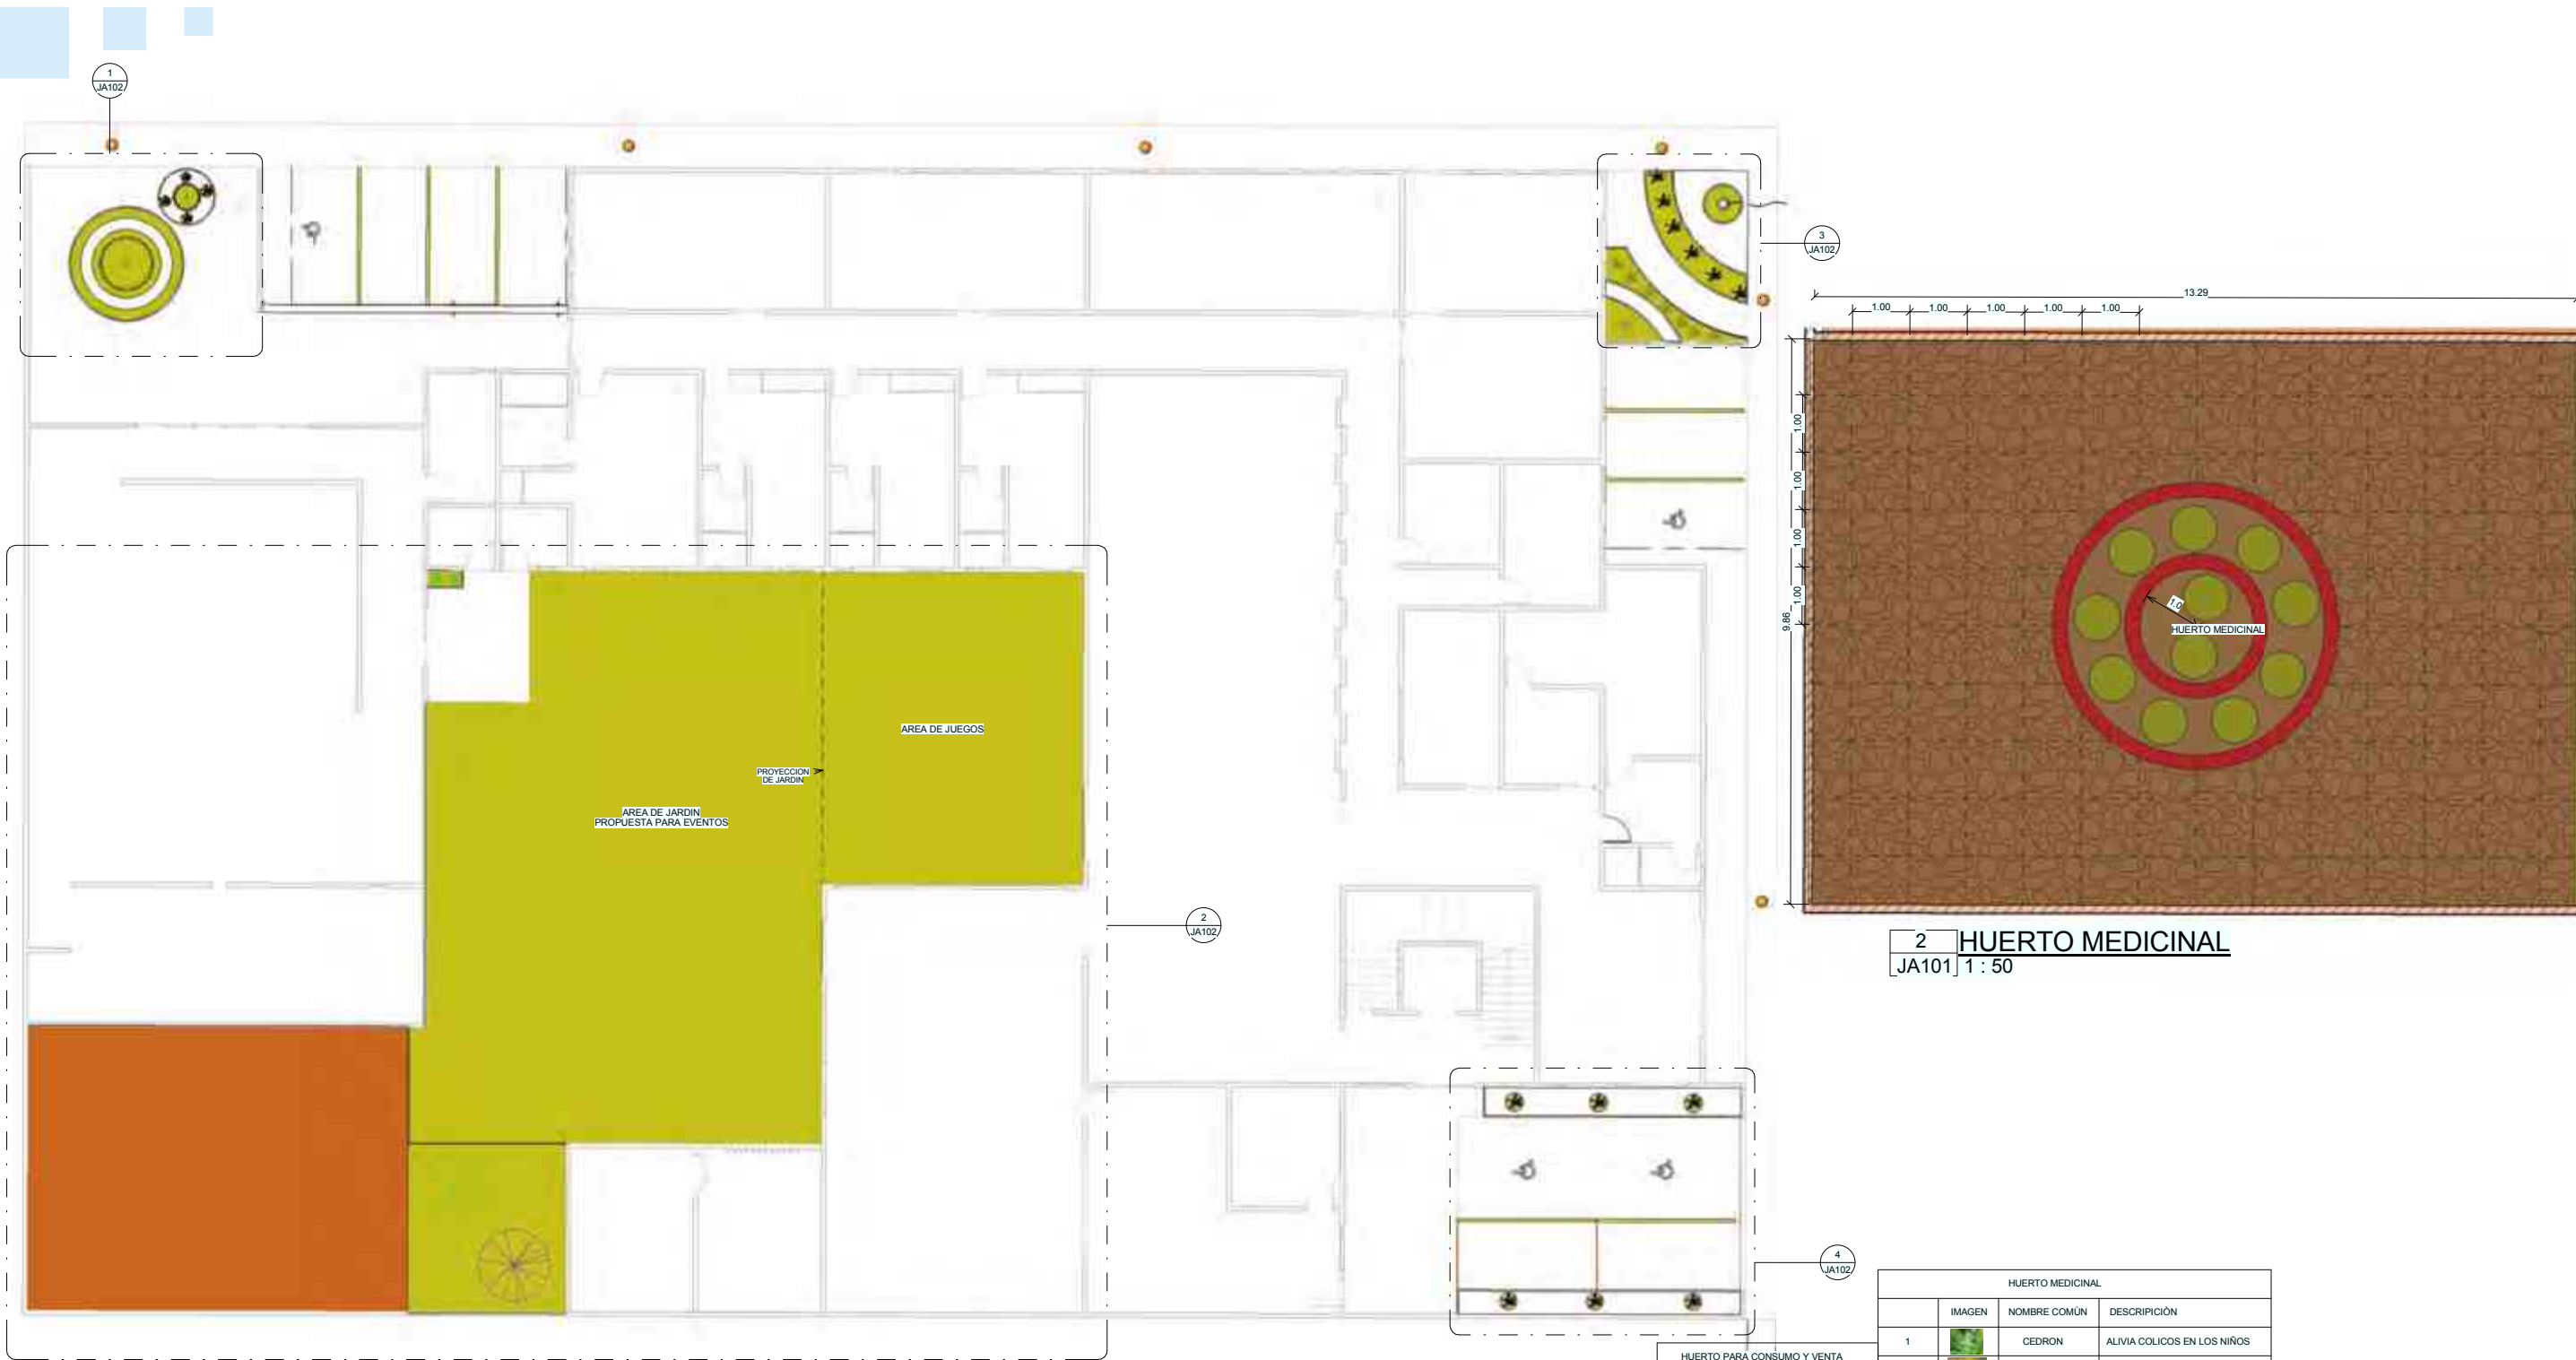 1
JA102
3
JA102
13.29
1.00
1.00
1.00
1.00
1.00
1.00
1.00
1.00
1.00
9.86
1.0
HUERTO MEDICINAL
AREA DE JUEGOS
PROYECCION
DE JARDIN
AREA DE JARDIN
PROPUESTA PARA EVENTOS
2
JA102
2 HUERTO MEDICINAL
JA101 1 : 50
4
JA102
HUERTO MEDICINAL
IMAGEN NOMBRE COMÚN DESCRIPICIÓN
1 CEDRON ALIVIA COLICOS EN LOS NIÑOS
HUERTO PARA CONSUMO Y VENTA